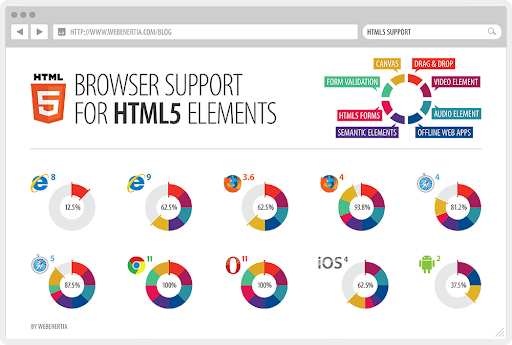 HTTP://WWW.WEBENERTIA.COM/BLOG
HTML5 SUPPORT
HTML
5
BROWSER SUPPORT
FOR HTML5 ELEMENTS
CANVAS
DRAG & DROP
FORM VALIDATION
VIDEO ELEMENT
HTML5 FORMS
AUDIO ELEMENT
SEMANTIC ELEMENTS
OFFLINE WEB APPS
8
12.5%
9
62.5%
3.6
62.5%
4
93.8%
4
81.2%
5
87.5%
11
100%
11
100%
iOS 4
62.5%
2
37.5%
BY WEBENERTIA